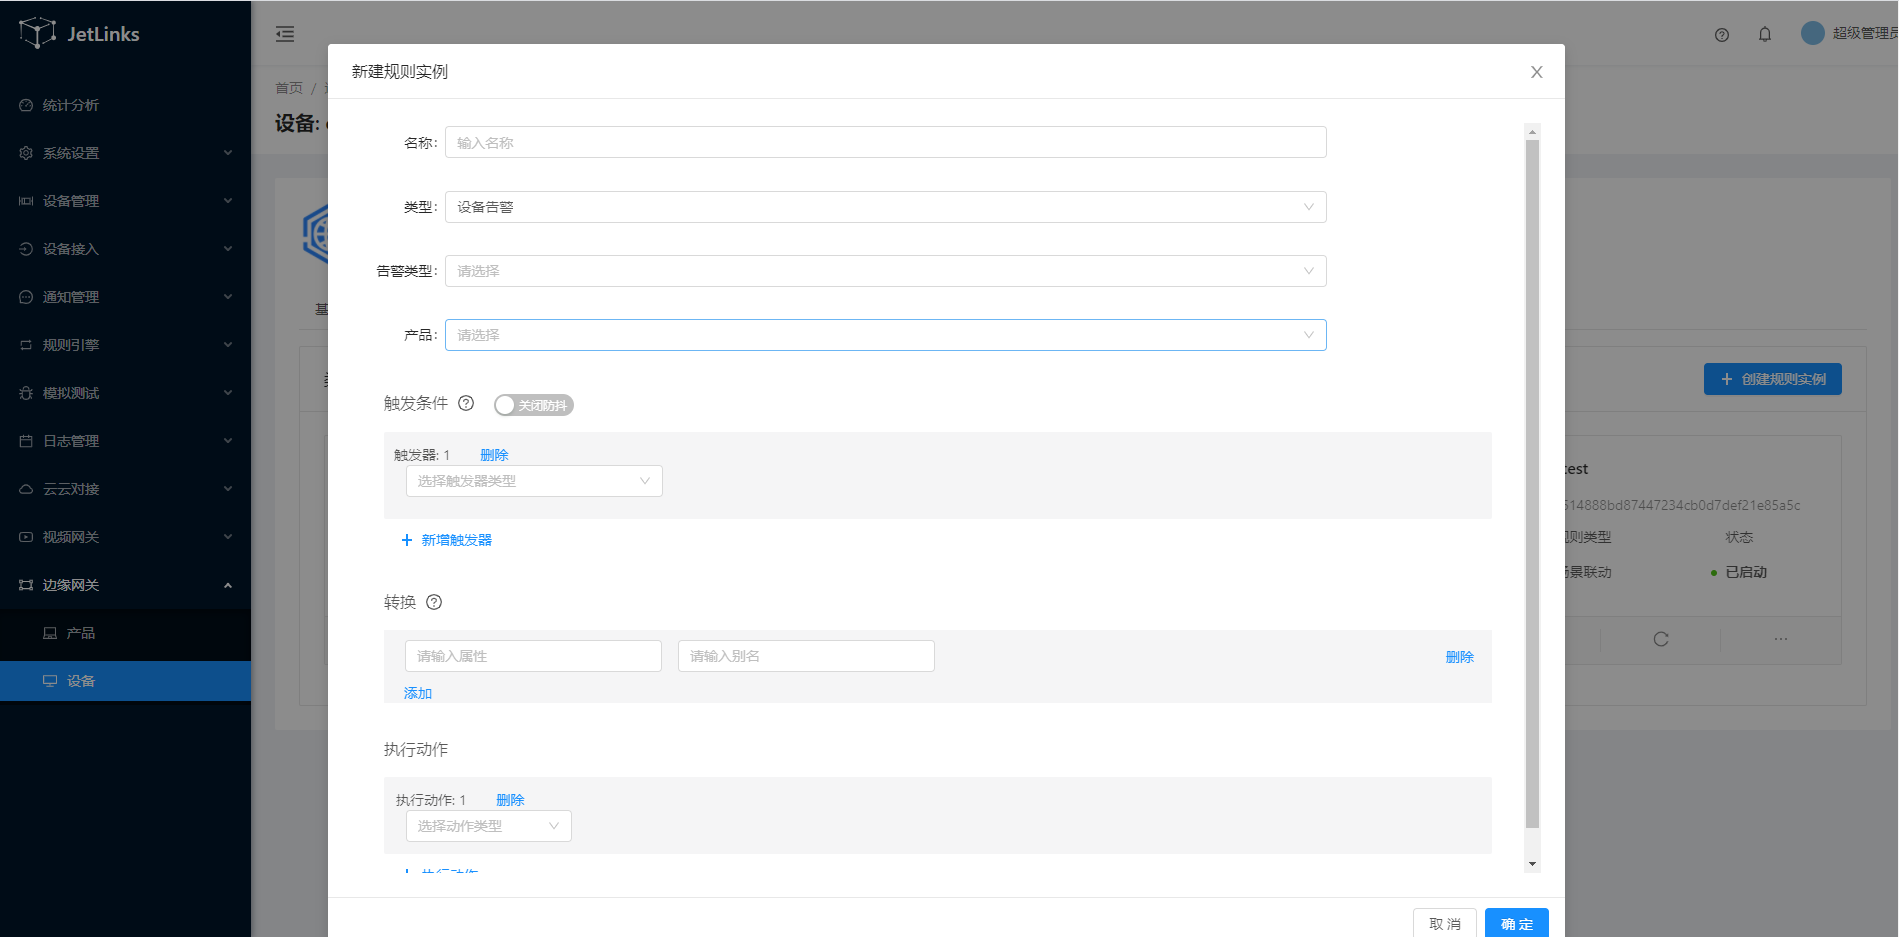 JetLinks
统计分析
系统设置
设备管理
设备接入
通知管理
规则引擎
模拟测试
日志管理
云云对接
视频网关
边缘网关
产品
设备
超级管理员
首页 /
设备:
基
新建规则实例
名称:
输入名称
类型:
设备告警
告警类型:
请选择
产品:
请选择
触发条件
关闭防抖
触发器: 1 删除
选择触发器类型
+ 新增触发器
转换
请输入属性 请输入别名 删除
添加
执行动作
执行动作: 1 删除
选择动作类型
+ 执行动作
取 消 确 定
+ 创建规则实例
test
514888bd87447234cb0d7def21e85a5c
规则类型 状态
场景联动 已启动